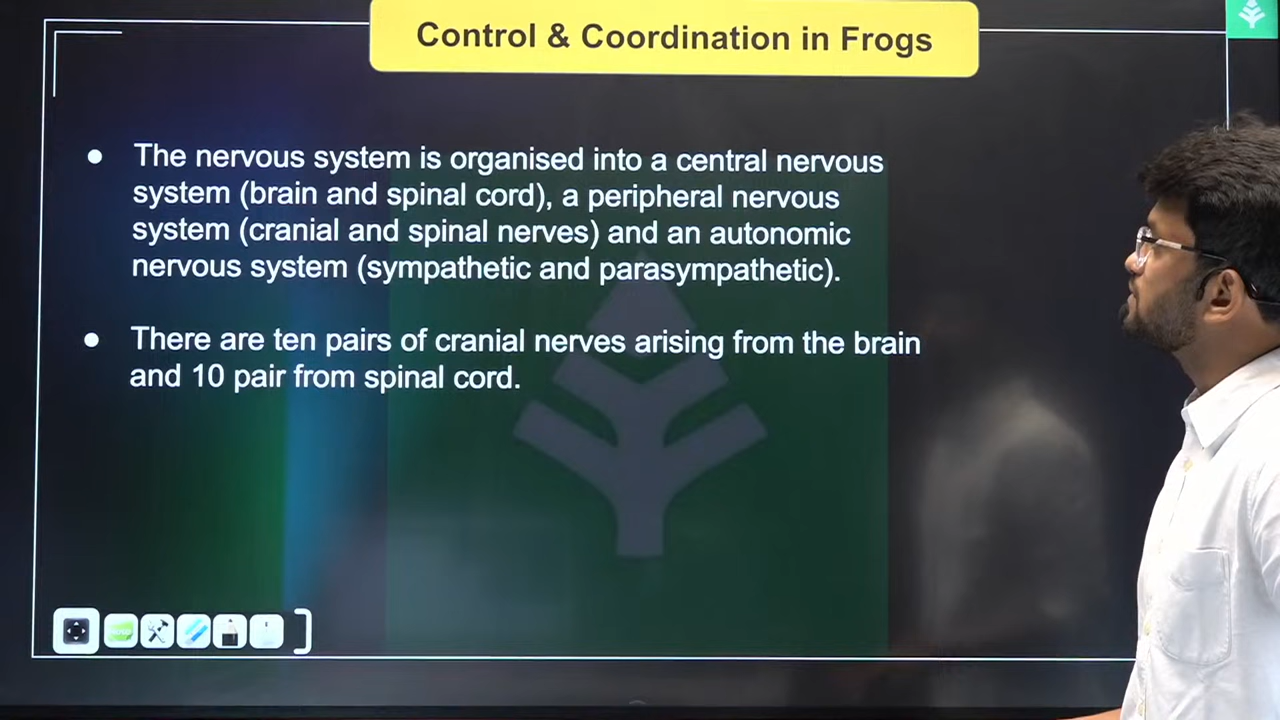 Control & Coordination in Frogs
● The nervous system is organised into a central nervous
system (brain and spinal cord), a peripheral nervous
system (cranial and spinal nerves) and an autonomic
nervous system (sympathetic and parasympathetic).
● There are ten pairs of cranial nerves arising from the brain
and 10 pair from spinal cord.